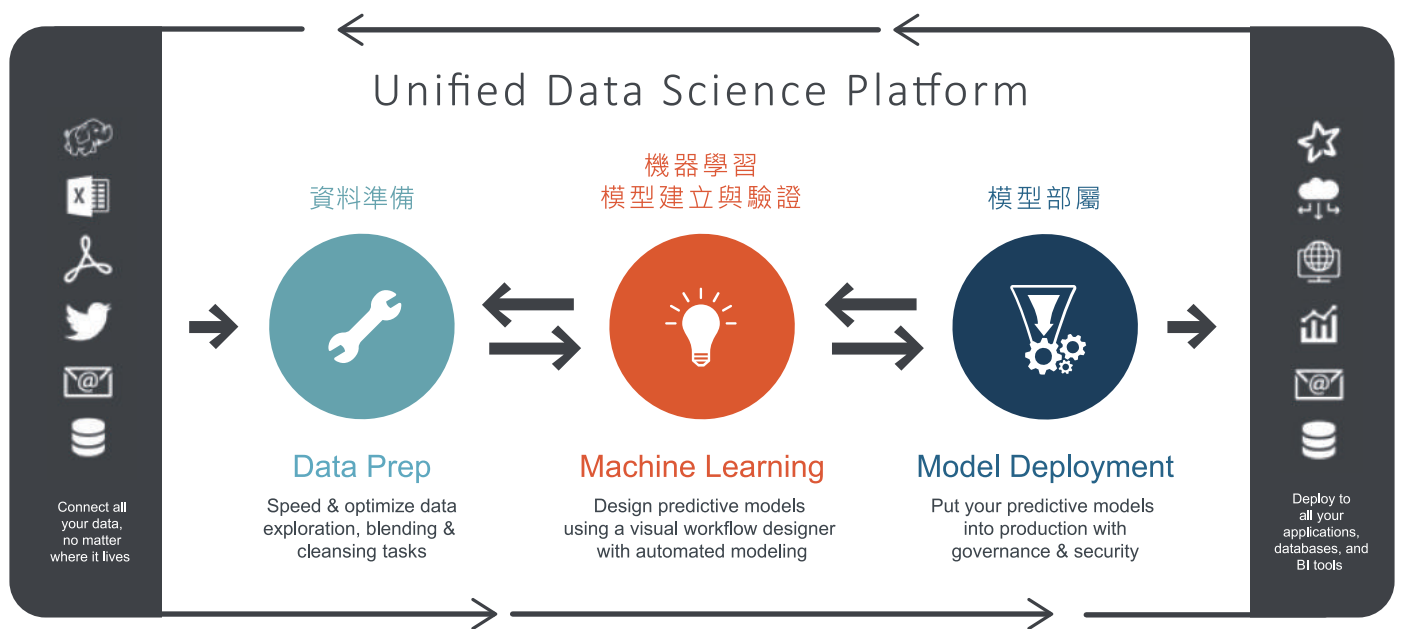 Unified Data Science Platform
Connect all
your data,
no matter
where it lives
資料準備
Data Prep
Speed & optimize data
exploration, blending &
cleansing tasks
機器學習
模型建立與驗証
Machine Learning
Design predictive models
using a visual workflow designer
with automated modeling
模型部屬
Model Deployment
Put your predictive models
into production with
governance & security
Deploy to
all your
applications,
databases, and
BI tools